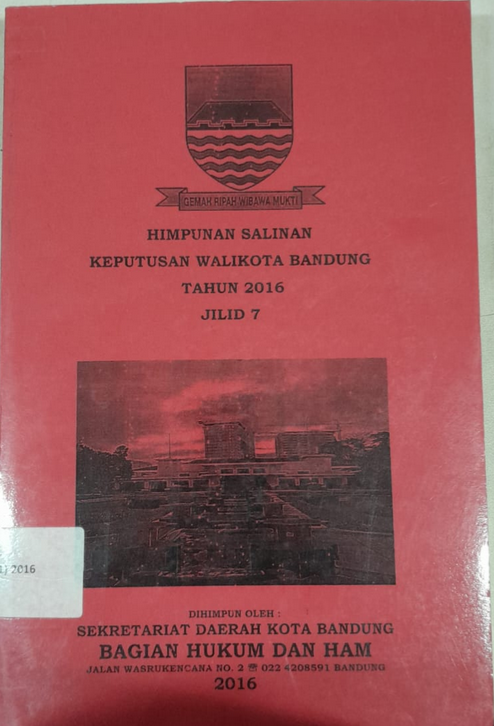 GEMAH RIPAH WIBAWA MUKTI
HIMPUNAN SALINAN
KEPUTUSAN WALIKOTA BANDUNG
TAHUN 2016
JILID 7
2016
DIHIMPUN OLEH :
SEKRETARIAT DAERAH KOTA BANDUNG
BAGIAN HUKUM DAN HAM
JALAN WASRUKENCANA NO. 2 ☎ 022 4208591 BANDUNG
2016